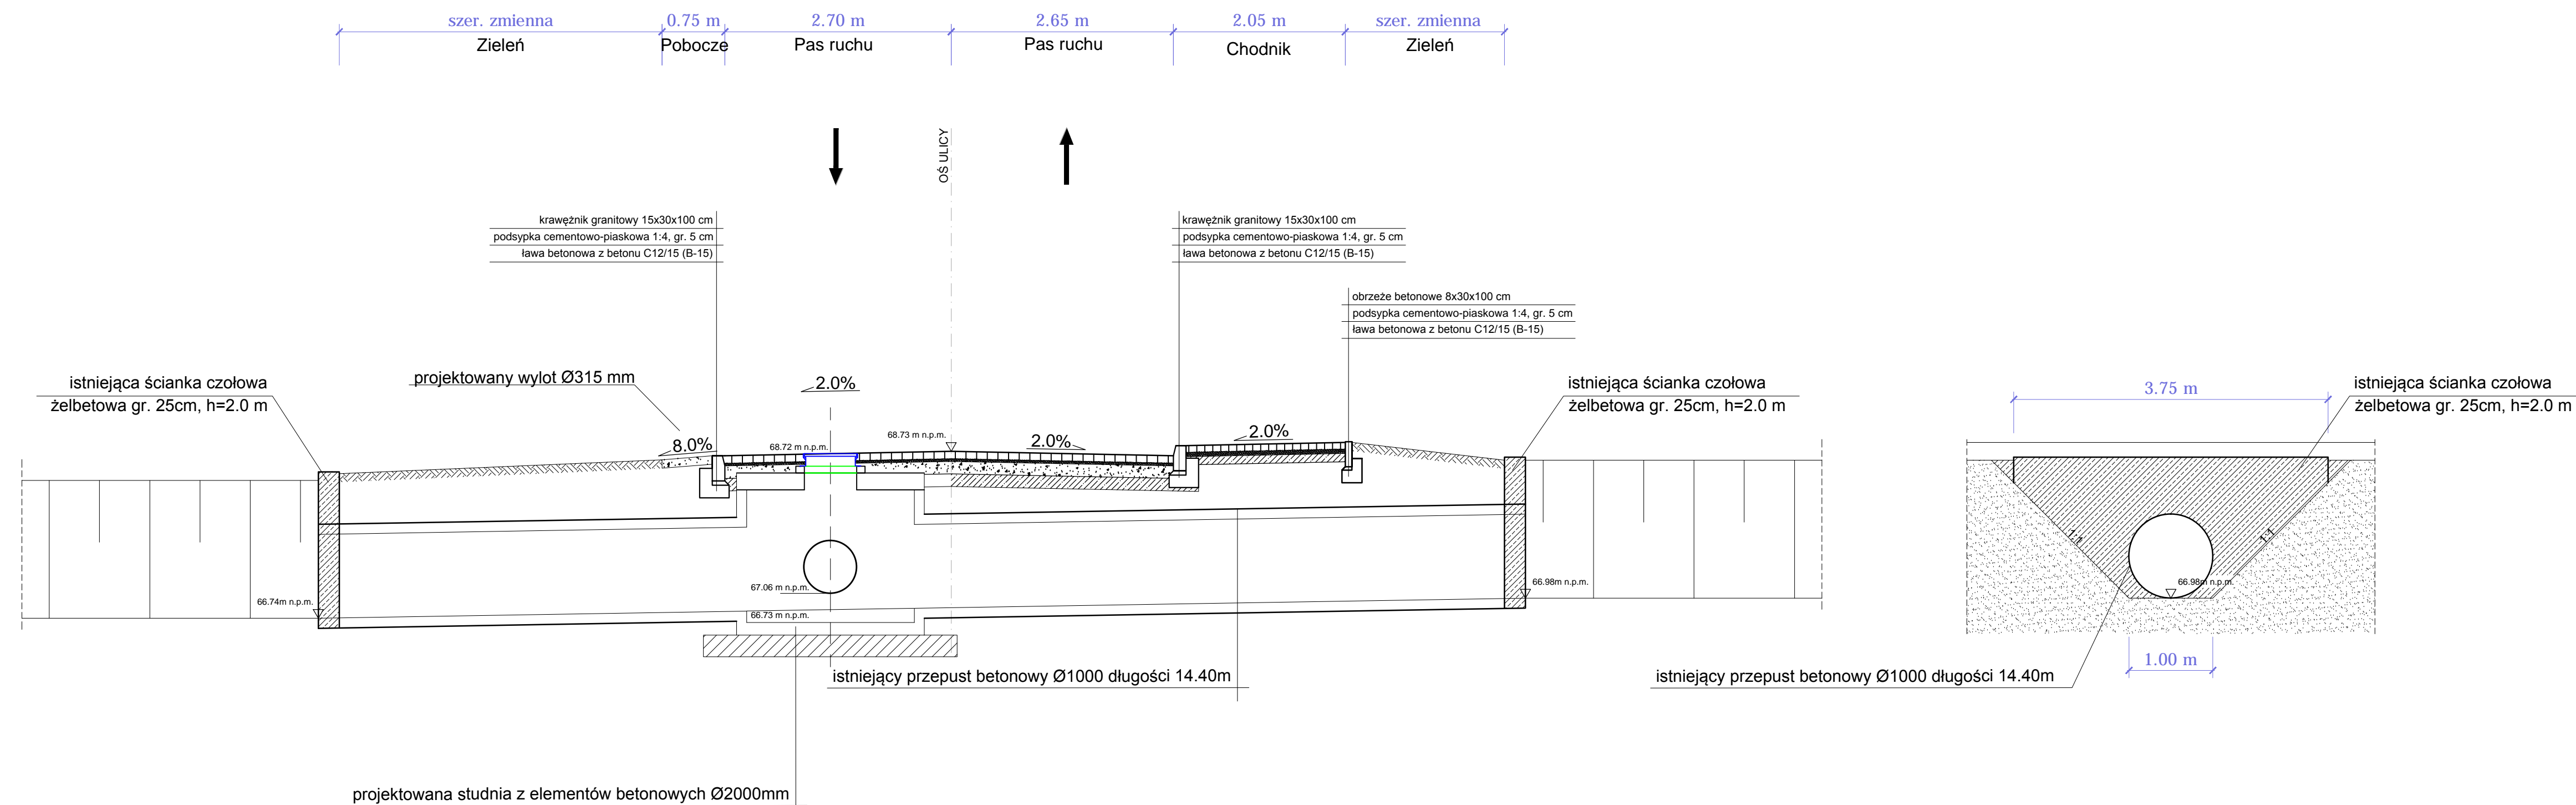 szer. zmienna
0.75 m
2.70 m
2.65 m
2.05 m
szer. zmienna
Zieleń
Pobocze
Pas ruchu
Pas ruchu
Chodnik
Zieleń
OŚ ULICY
krawężnik granitowy 15x30x100 cm
podsypka cementowo-piaskowa 1:4, gr. 5 cm
ława betonowa z betonu C12/15 (B-15)
krawężnik granitowy 15x30x100 cm
podsypka cementowo-piaskowa 1:4, gr. 5 cm
ława betonowa z betonu C12/15 (B-15)
obrzeże betonowe 8x30x100 cm
podsypka cementowo-piaskowa 1:4, gr. 5 cm
ława betonowa z betonu C12/15 (B-15)
istniejąca ścianka czołowa
żelbetowa gr. 25cm, h=2.0 m
projektowany wylot Ø315 mm
2.0%
istniejąca ścianka czołowa
żelbetowa gr. 25cm, h=2.0 m
3.75 m
istniejąca ścianka czołowa
żelbetowa gr. 25cm, h=2.0 m
8.0%
68.72 m n.p.m.
68.73 m n.p.m.
2.0%
2.0%
1:1
1:1
67.06 m n.p.m.
66.74m n.p.m.
66.73 m n.p.m.
66.98m n.p.m.
66.98m n.p.m.
1.00 m
istniejący przepust betonowy Ø1000 długości 14.40m
istniejący przepust betonowy Ø1000 długości 14.40m
projektowana studnia z elementów betonowych Ø2000mm